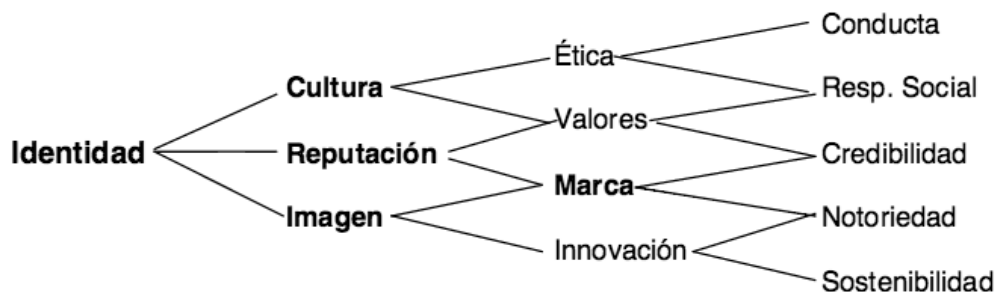 Identidad
Cultura
Reputación
Imagen
Ética
Valores
Marca
Innovación
Conducta
Resp. Social
Credibilidad
Notoriedad
Sostenibilidad